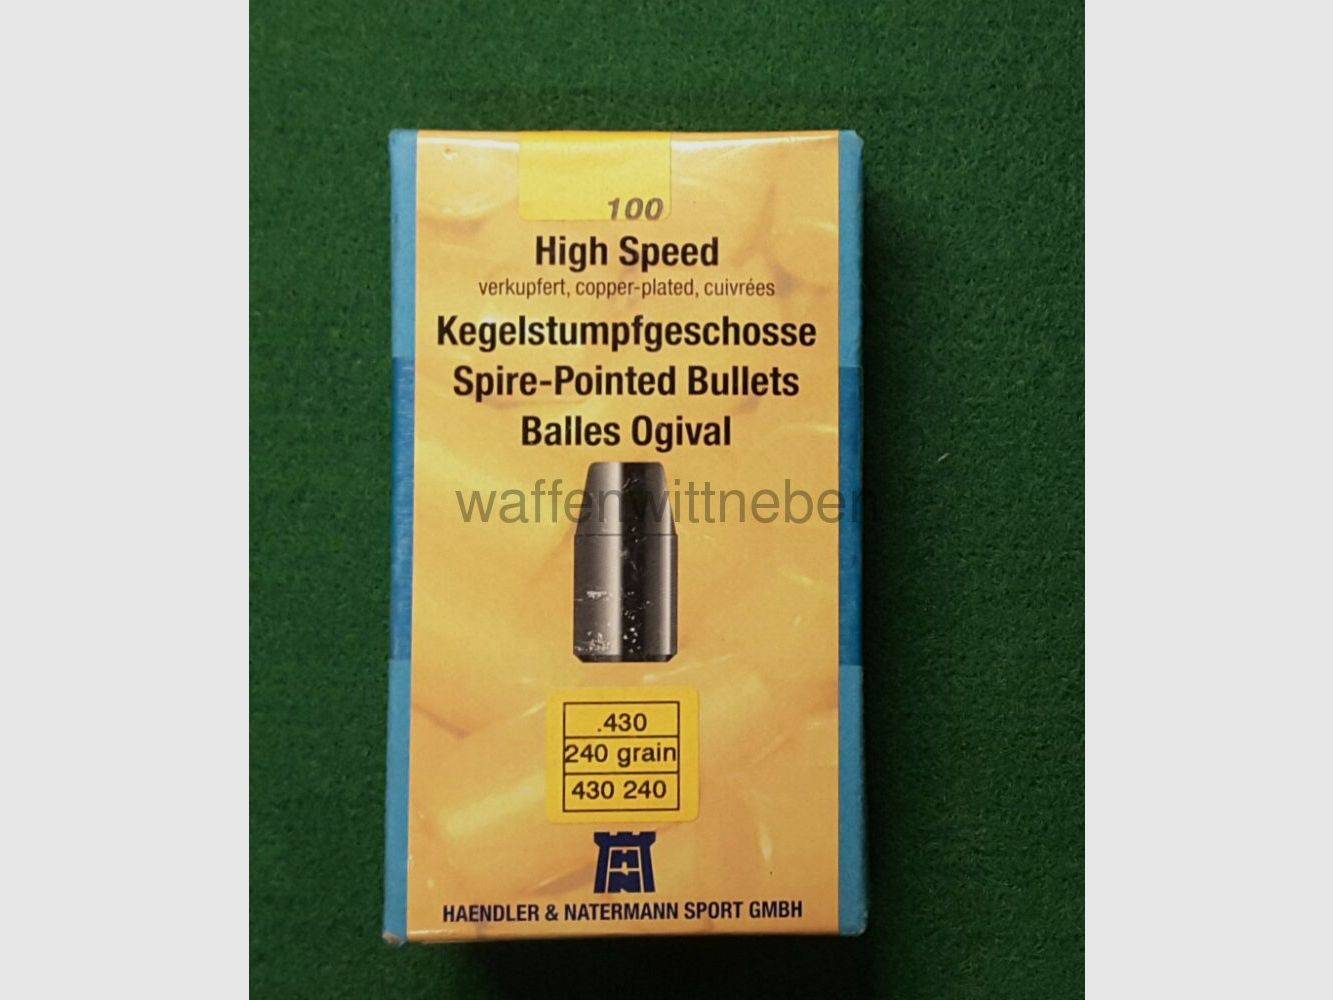 100
High Speed
verkupfert, copper-plated, cuivrées
Kegelstumpfgeschosse
Spire-Pointed Bullets
Balles Ogival
waffenwittneben
.430
240 grain
430 240
HN
HAENDLER & NATERMANN SPORT GMBH